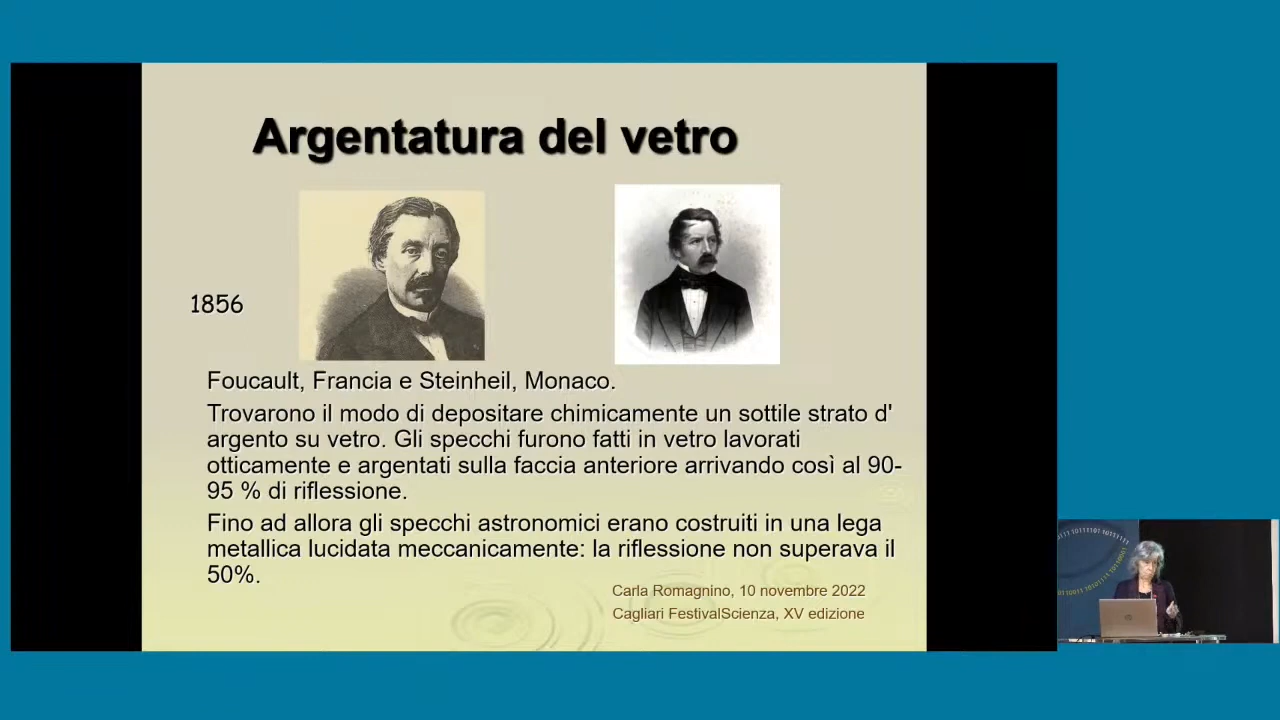 Argentatura del vetro
1856
Foucault, Francia e Steinheil, Monaco.
Trovarono il modo di depositare chimicamente un sottile strato d'
argento su vetro. Gli specchi furono fatti in vetro lavorati
otticamente e argentati sulla faccia anteriore arrivando così al 90-
95 % di riflessione.
Fino ad allora gli specchi astronomici erano costruiti in una lega
metallica lucidata meccanicamente: la riflessione non superava il
50%.
Carla Romagnino, 10 novembre 2022
Cagliari FestivalScienza, XV edizione